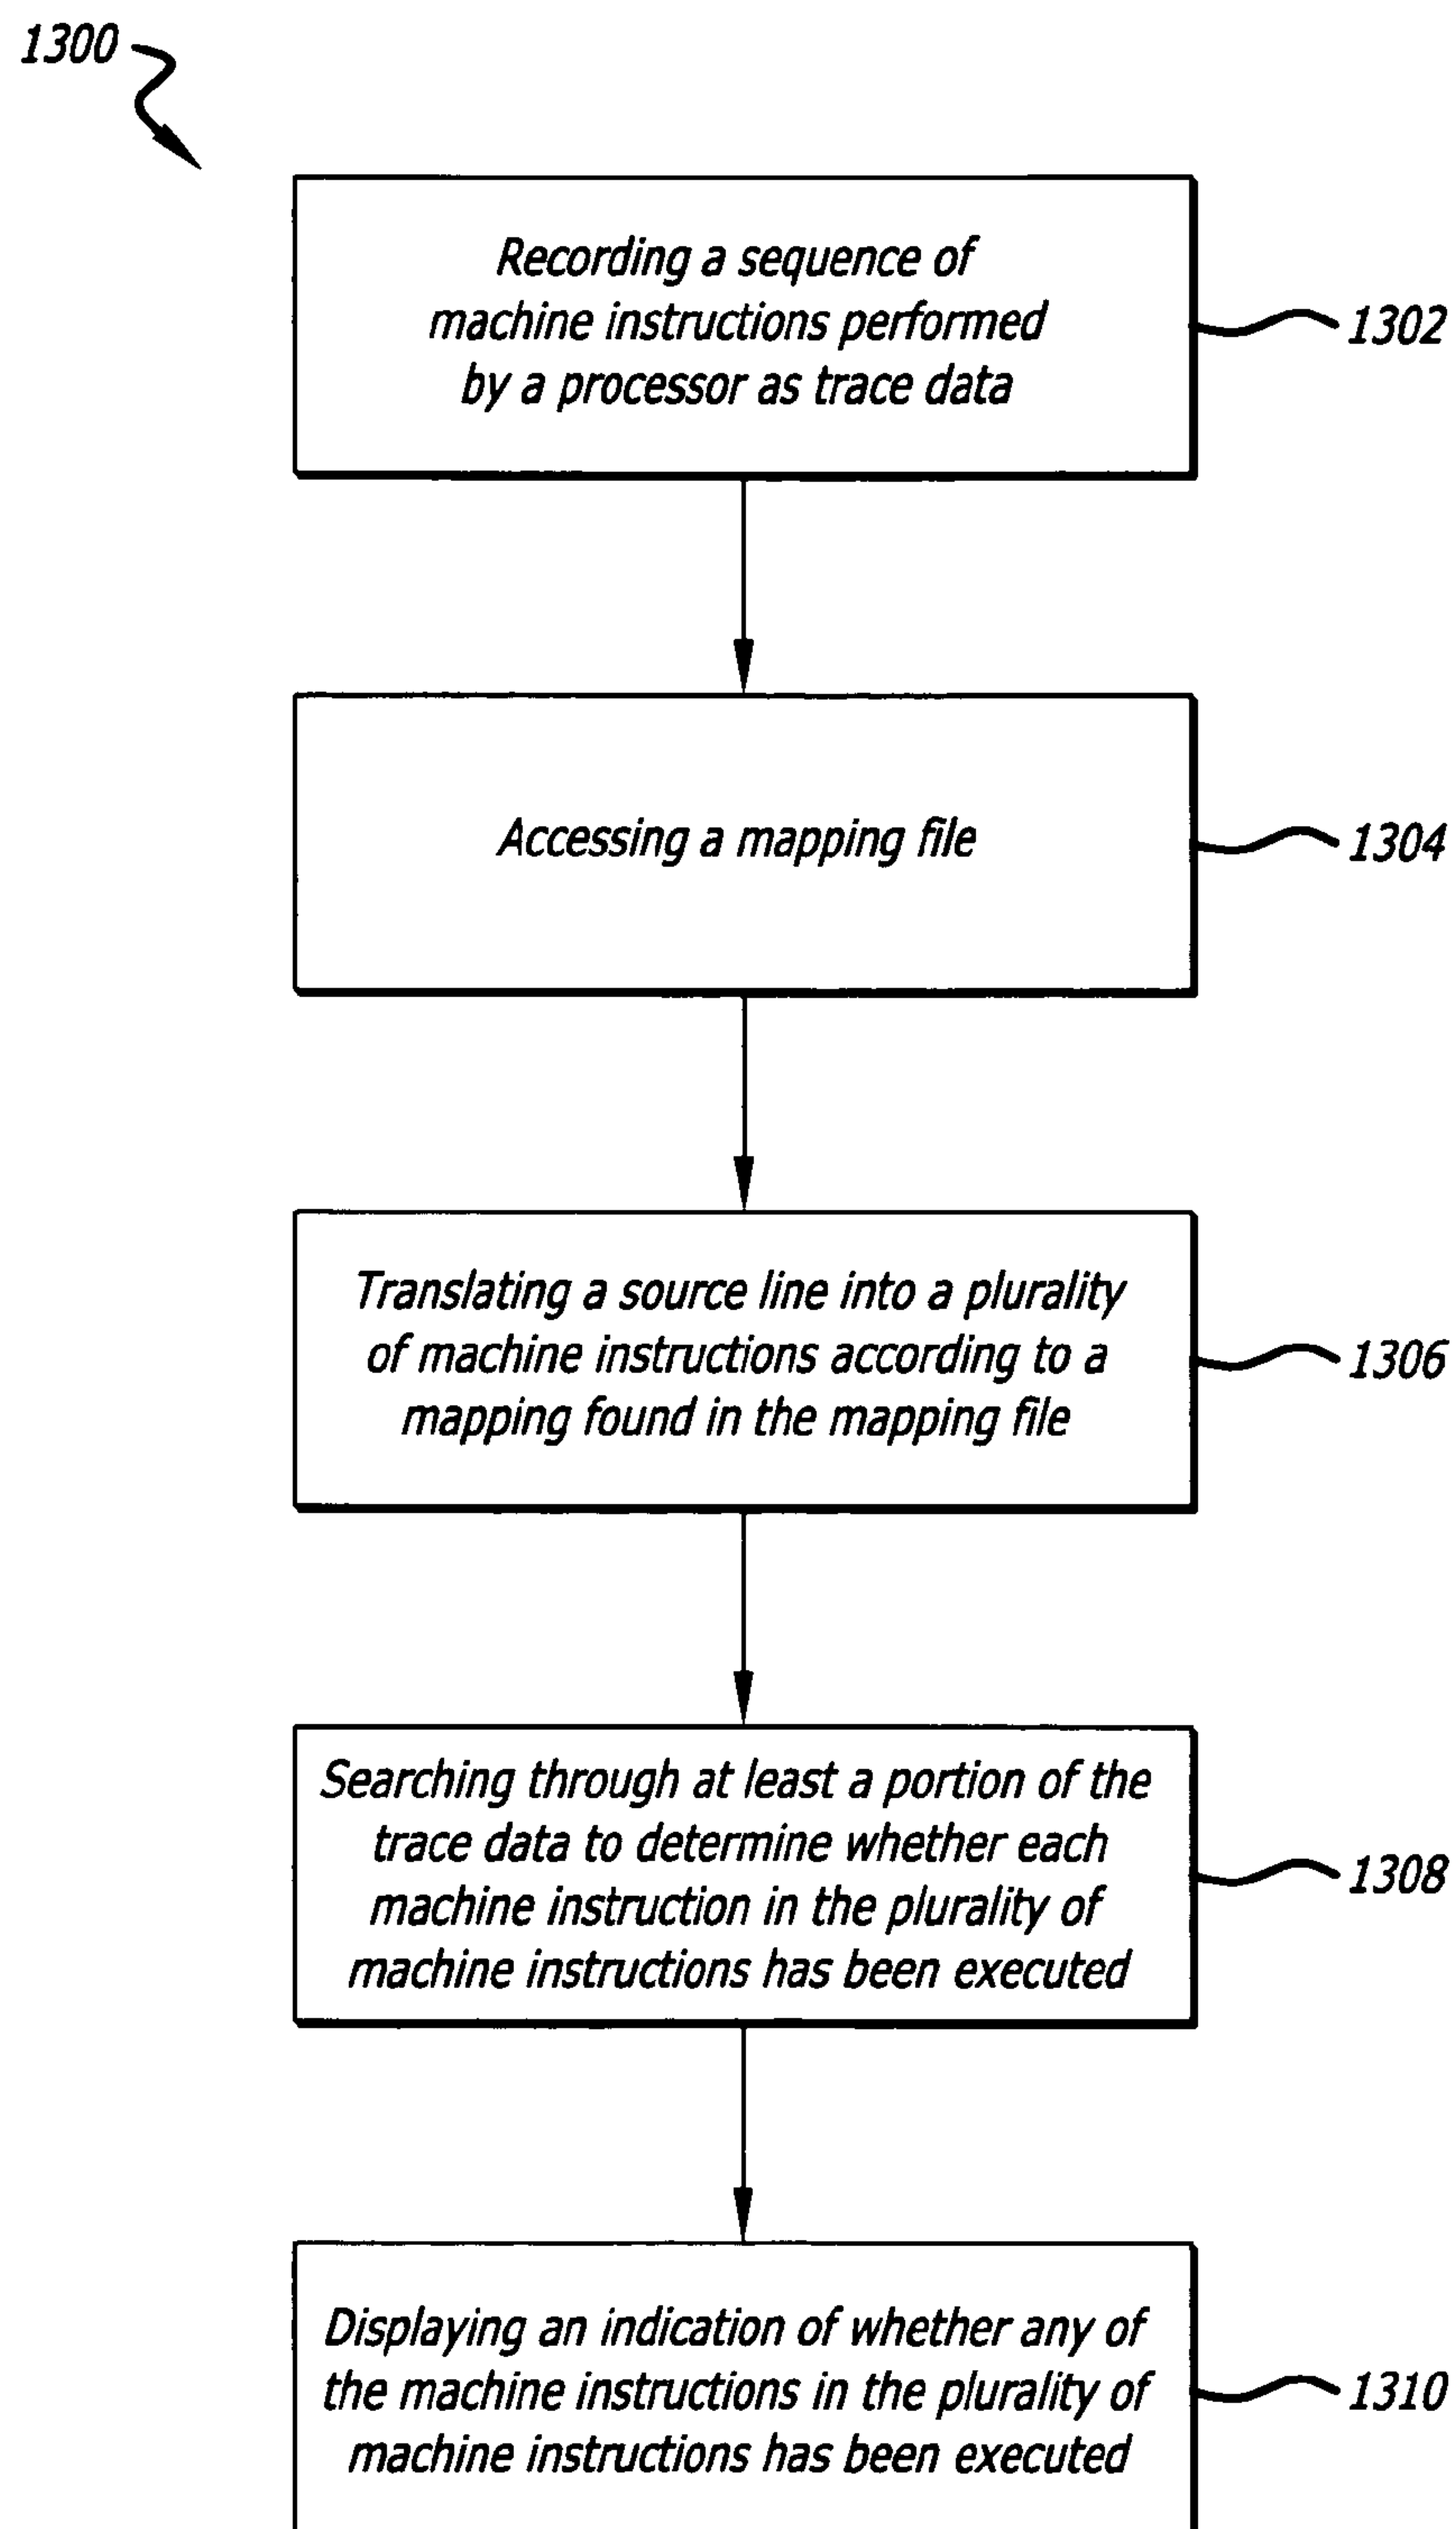 1300
Recording a sequence of
machine instructions performed
by a processor as trace data
1302
Accessing a mapping file
1304
Translating a source line into a plurality
of machine instructions according to a
mapping found in the mapping file
1306
Searching through at least a portion of the
trace data to determine whether each
machine instruction in the plurality of
machine instructions has been executed
1308
Displaying an indication of whether any of
the machine instructions in the plurality of
machine instructions has been executed
1310